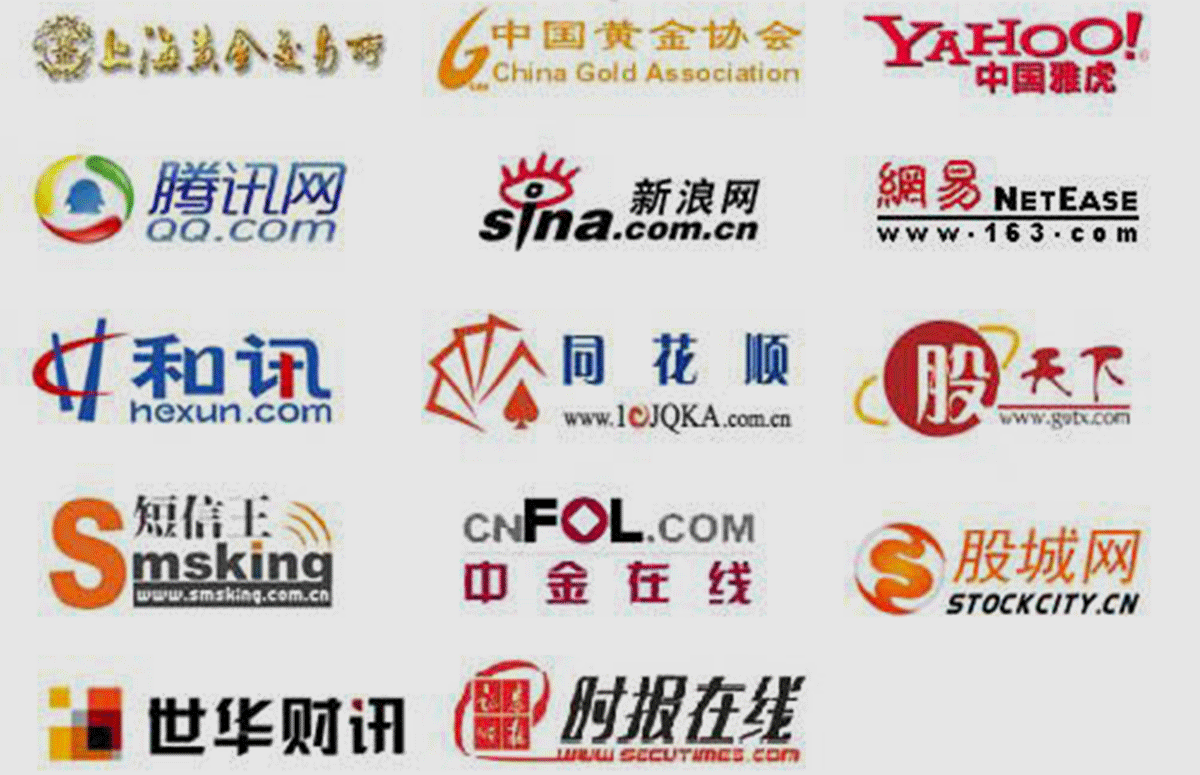 上海黄金交易所
中国黄金协会
China Gold Association
YAHOO!
中国雅虎
腾讯网
QQ.com
新浪网
sina.com.cn
網易 NETEASE
www.163.com
和讯
hexun.com
同花顺
www.10JQKA.com.cn
股天下
www.gutx.com
短信王
Smsking
www.smsking.com.cn
CNFOL.COM
中金在线
股城网
STOCKCITY.CN
世华财讯
时报在线
WWW.SECUTIMES.COM